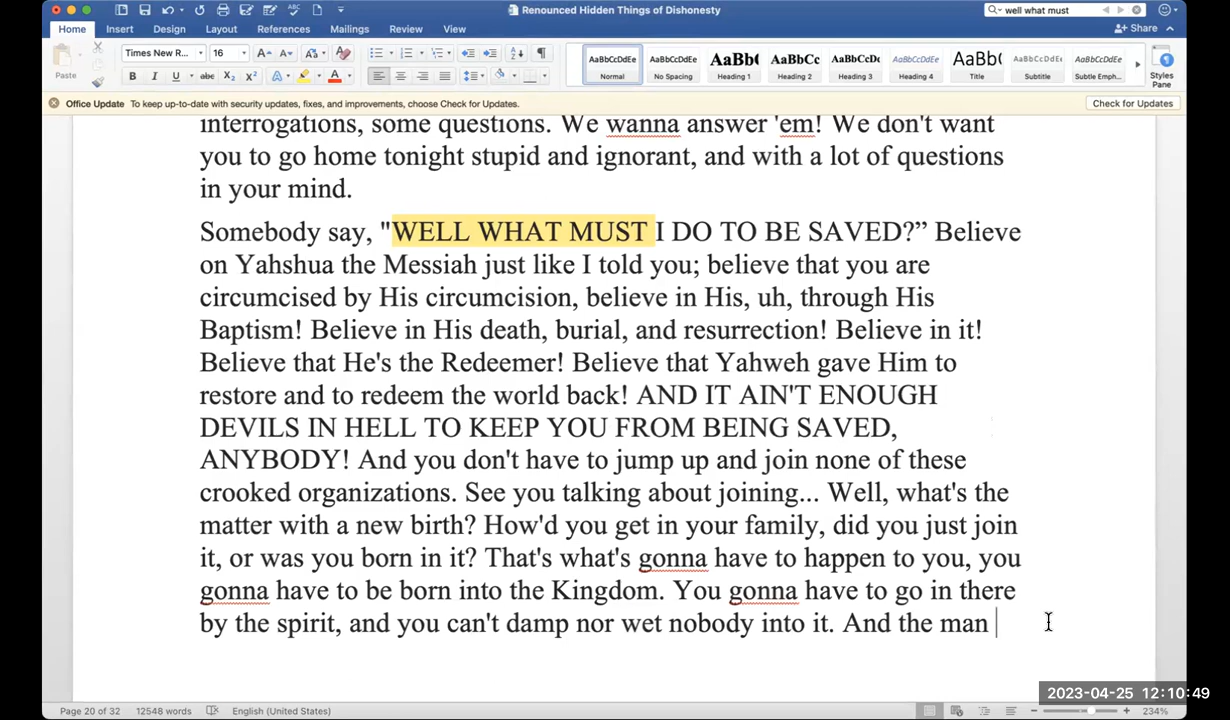 Renounced Hidden Things of Dishonesty
well what must
Home Insert Draw Design Layout References Mailings Review View
Share
Paste
Times New R... 16
AaBbCcDdEe AaBbCcDdEe AaBbC AaBbCc AaBbCcI AaBbCcDdEe AaBbC AaBbCcDdEe AaBbCcDdEe
Normal No Spacing Heading 1 Heading 2 Heading 3 Heading 4 Title Subtitle Subtle Emph...
Styles
Pane
Office Update To keep up-to-date with security updates, fixes, and improvements, choose Check for Updates.
Check for Updates
interrogations, some questions. We wanna answer 'em! We don't want
you to go home tonight stupid and ignorant, and with a lot of questions
in your mind.
Somebody say, "WELL WHAT MUST I DO TO BE SAVED?” Believe
on Yahshua the Messiah just like I told you; believe that you are
circumcised by His circumcision, believe in His, uh, through His
Baptism! Believe in His death, burial, and resurrection! Believe in it!
Believe that He's the Redeemer! Believe that Yahweh gave Him to
restore and to redeem the world back! AND IT AIN'T ENOUGH
DEVILS IN HELL TO KEEP YOU FROM BEING SAVED,
ANYBODY! And you don't have to jump up and join none of these
crooked organizations. See you talking about joining... Well, what's the
matter with a new birth? How'd you get in your family, did you just join
it, or was you born in it? That's what's gonna have to happen to you, you
gonna have to be born into the Kingdom. You gonna have to go in there
by the spirit, and you can't damp nor wet nobody into it. And the man
2023-04-25 12:10:49
Page 20 of 32 12548 words English (United States) 234%